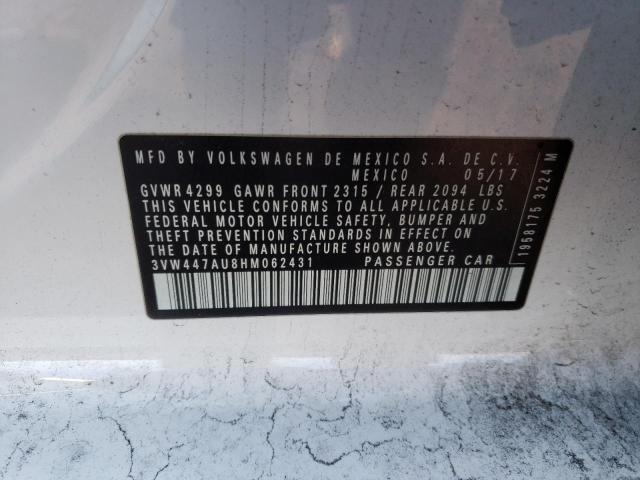 MFD BY VOLKSWAGEN DE MEXICO S.A. DE C.V.
MEXICO 05/17
GVWR 4299 GAWR FRONT 2315 / REAR 2094 LBS
THIS VEHICLE CONFORMS TO ALL APPLICABLE U.S.
FEDERAL MOTOR VEHICLE SAFETY, BUMPER AND
THEFT PREVENTION STANDARDS IN EFFECT ON
THE DATE OF MANUFACTURE SHOWN ABOVE.
3VW447AU8HM062431 PASSENGER CAR
1958175 3224 M